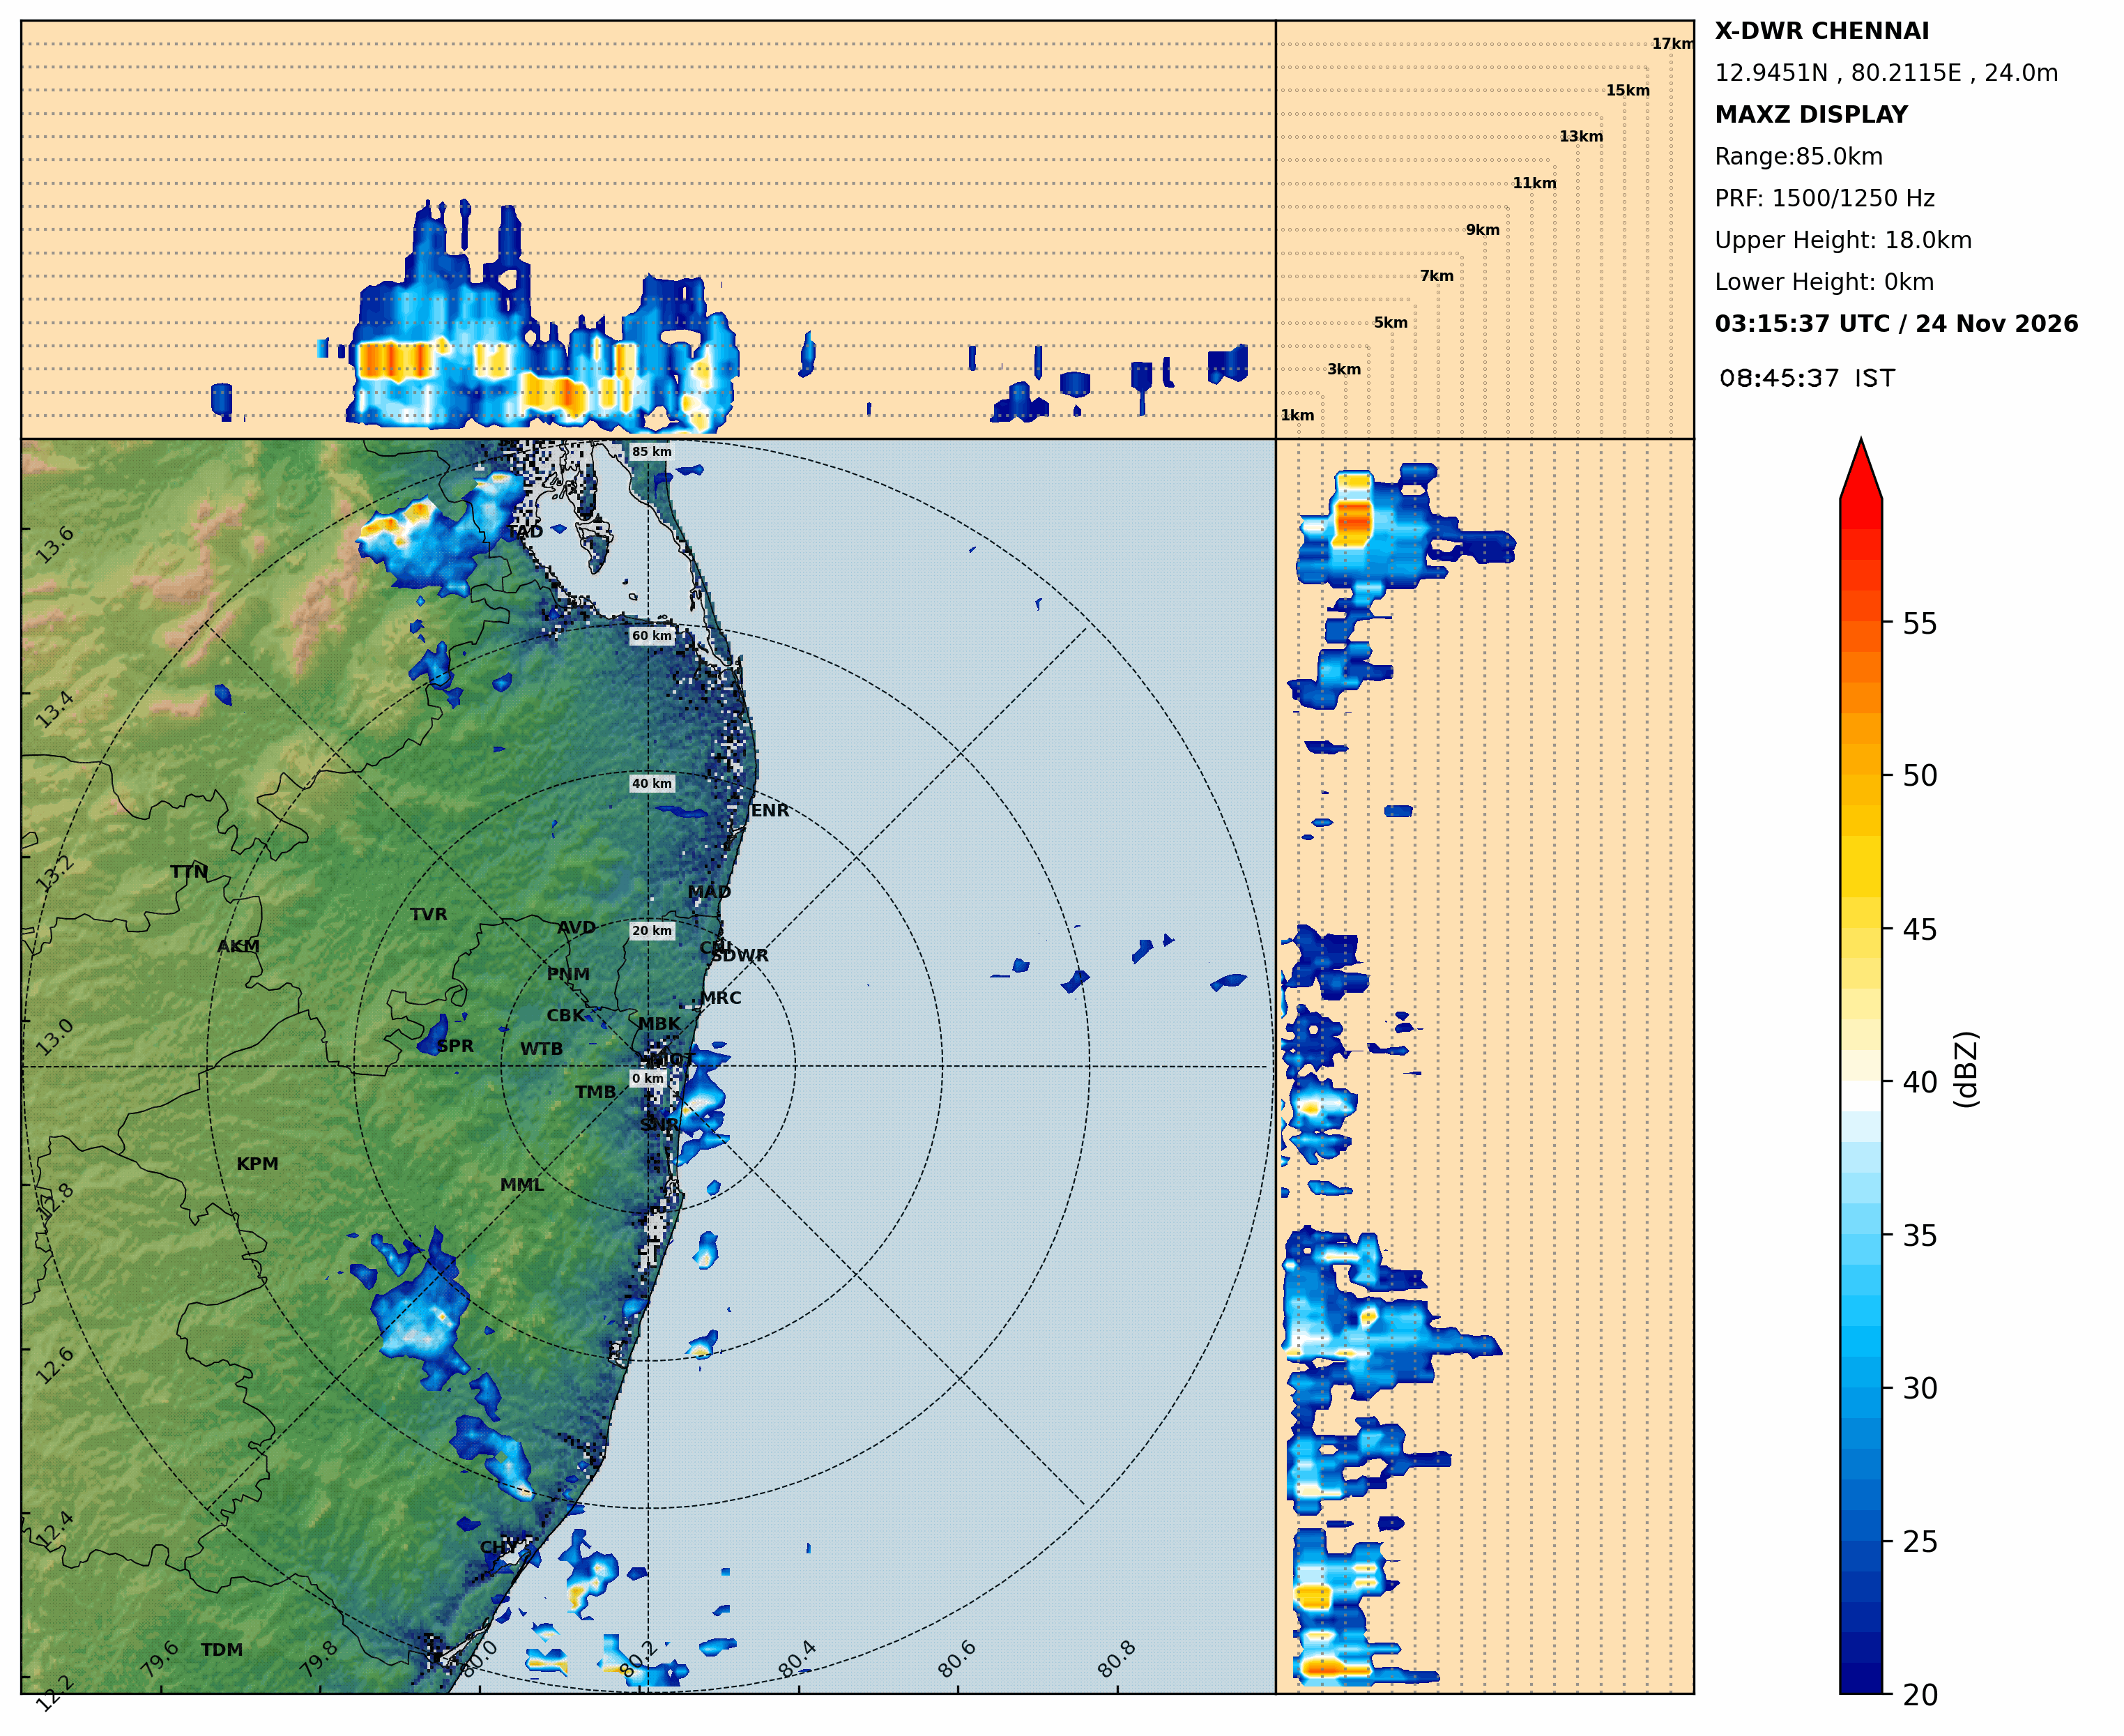 X-DWR CHENNAI
12.9451N , 80.2115E , 24.0m
MAXZ DISPLAY
Range:85.0km
PRF: 1500/1250 Hz
Upper Height: 18.0km
Lower Height: 0km
03:15:37 UTC / 24 Nov 2026
08:45:37 IST
17km
15km
13km
11km
9km
7km
5km
3km
1km
85 km
60 km
40 km
20 km
0 km
TAD
ENR
TTN
MAD
TVR
AVD
AKM
SDWR
PNM
MRC
CBK
MBK
SPR
WTB
TMB
SNR
KPM
MML
CHY
TDM
13.6
13.4
13.2
13.0
12.8
12.6
12.4
12.2
79.6
79.8
80.0
80.2
80.4
80.6
80.8
55
50
45
40
35
30
25
20
(dBZ)